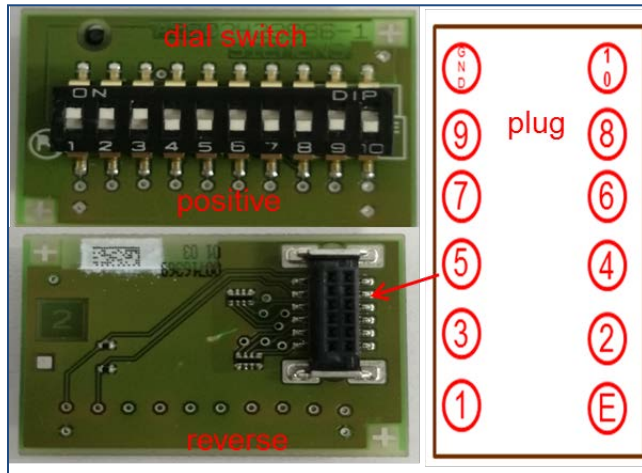 dial switch
ON DIP
1 2 3 4 5 6 7 8 9 10
positive
2
reverse
plug
GND 10
9 8
7 6
5 4
3 2
1 E